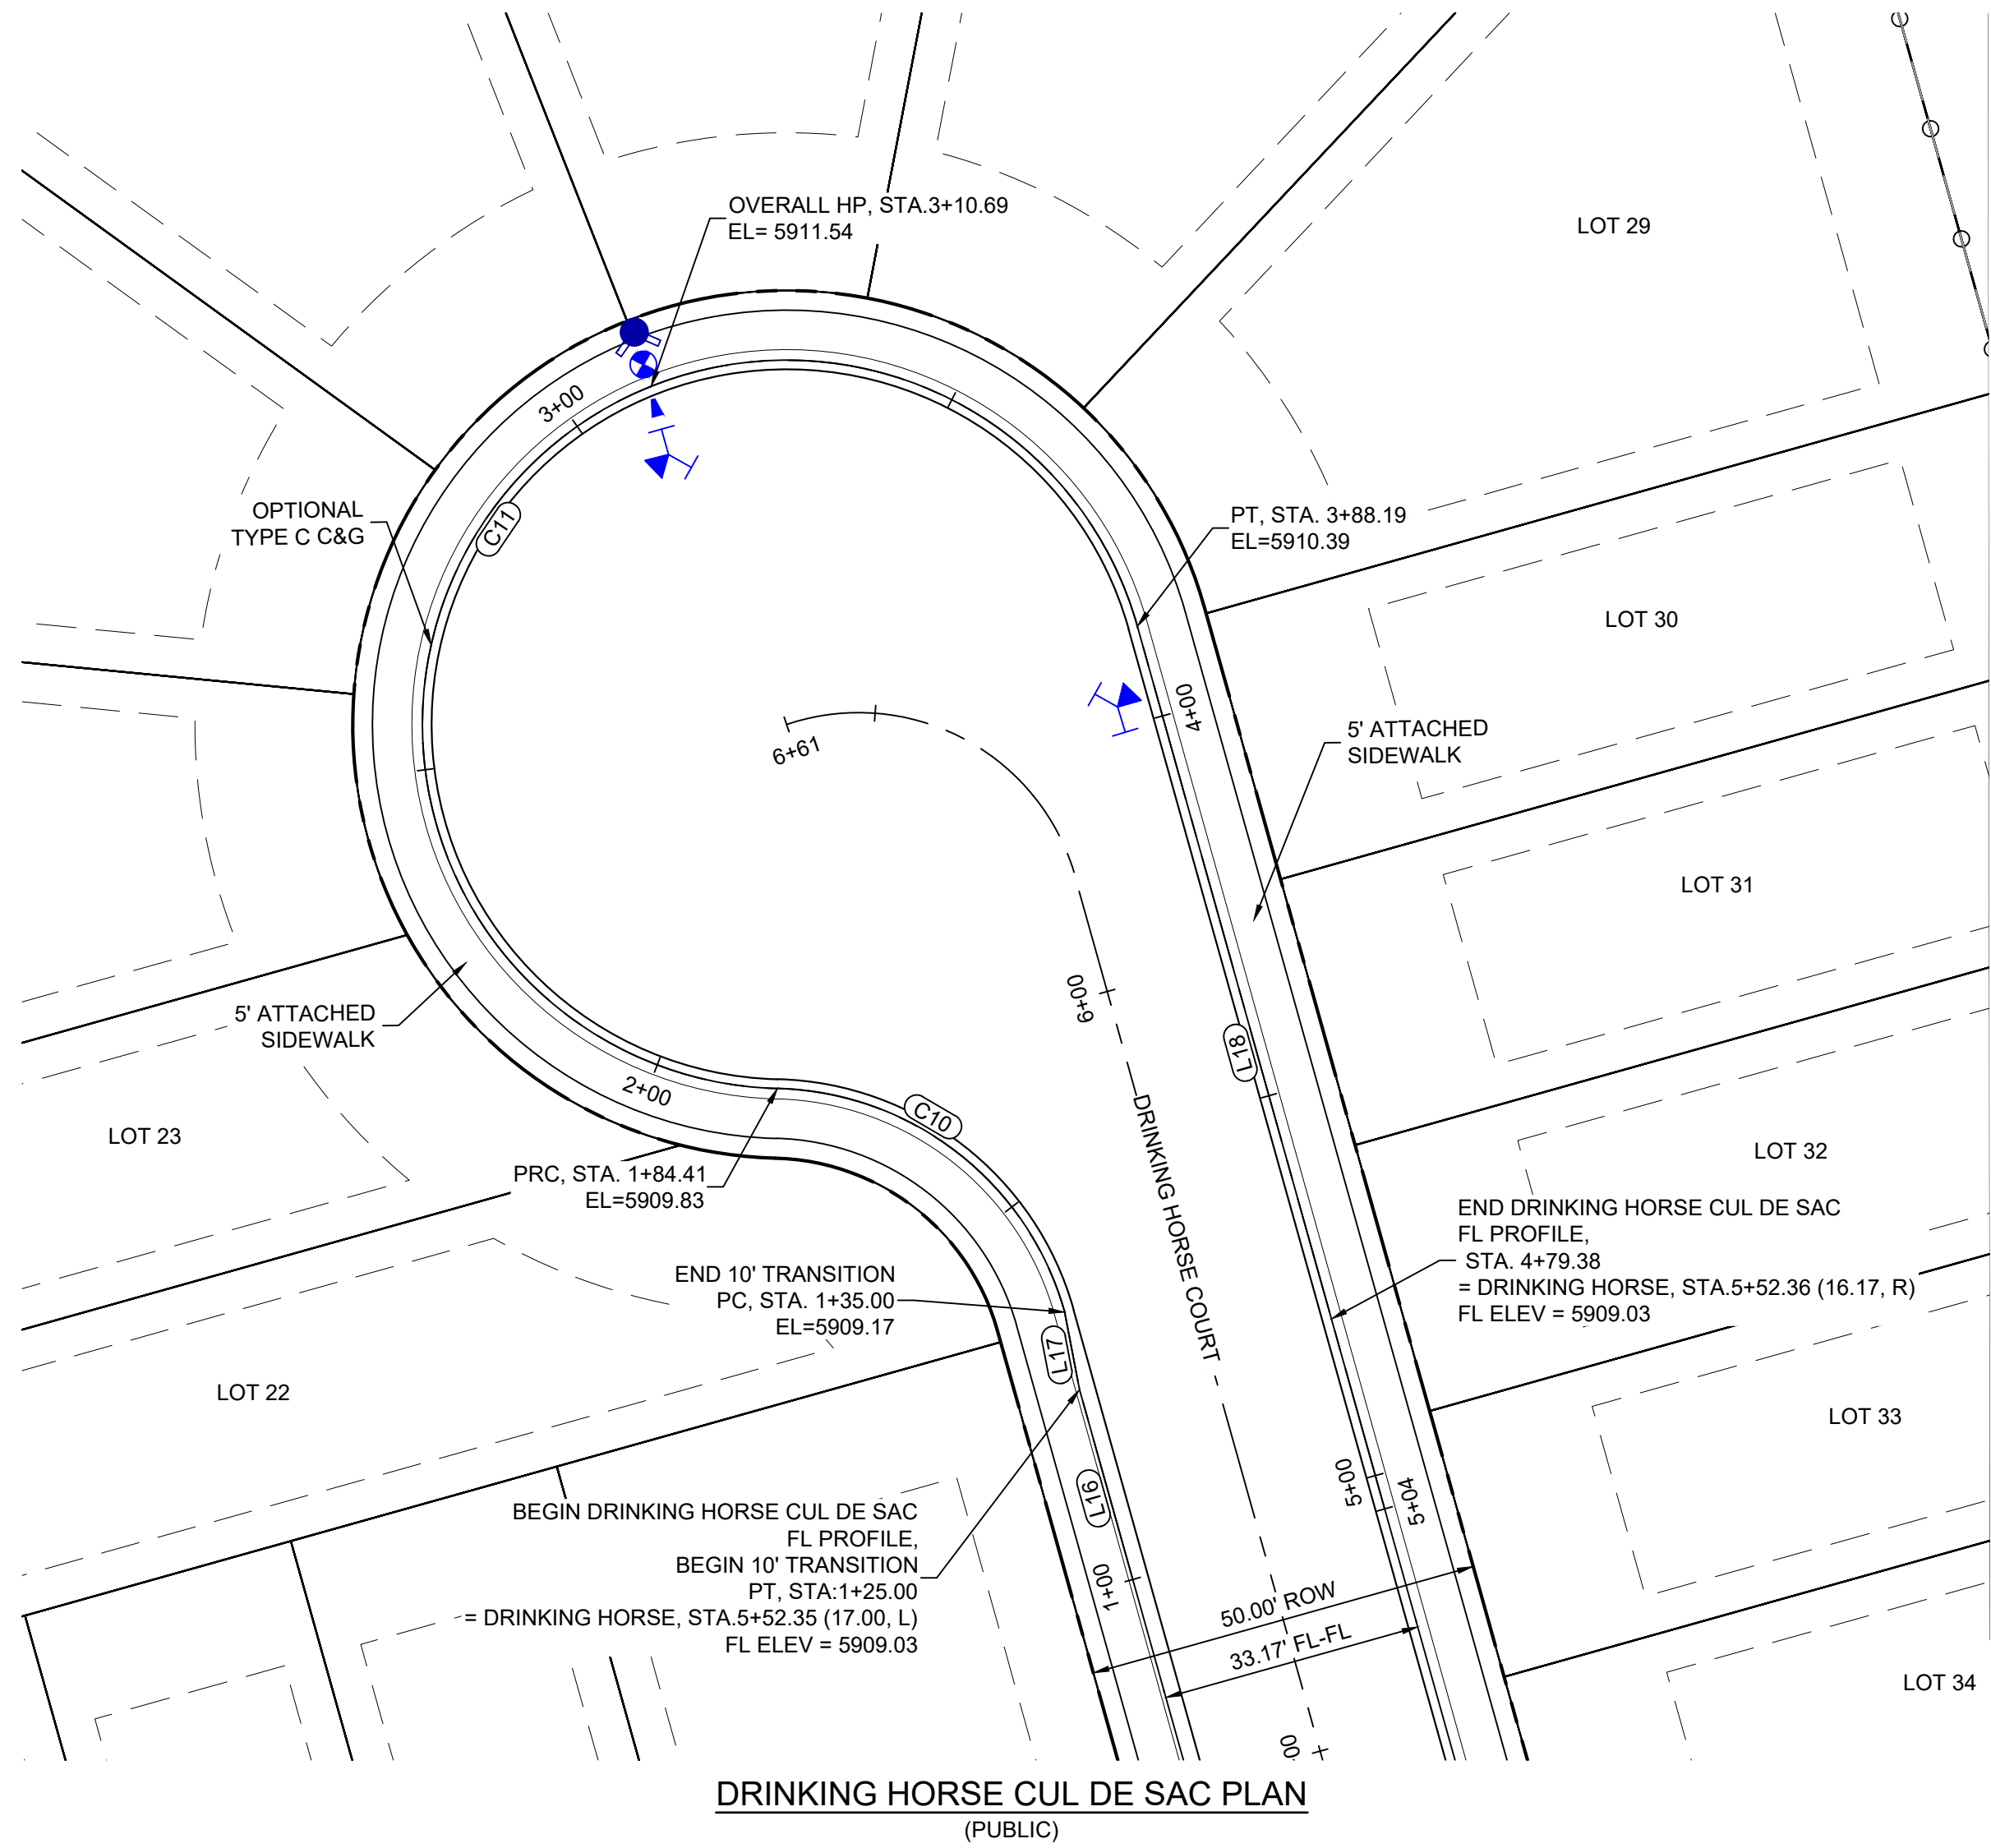 OVERALL HP, STA.3+10.69
EL= 5911.54
LOT 29
3+00
OPTIONAL
TYPE C C&G
C11
PT, STA. 3+88.19
EL=5910.39
LOT 30
4+00
5' ATTACHED
SIDEWALK
6+61
LOT 31
6+00
5' ATTACHED
SIDEWALK
L18
2+00
C10
LOT 23
DRINKING HORSE COURT
LOT 32
PRC, STA. 1+84.41
EL=5909.83
END DRINKING HORSE CUL DE SAC
FL PROFILE,
STA. 4+79.38
= DRINKING HORSE, STA.5+52.36 (16.17, R)
FL ELEV = 5909.03
END 10' TRANSITION
PC, STA. 1+35.00
EL=5909.17
L17
LOT 22
LOT 33
L16
5+00
5+04
BEGIN DRINKING HORSE CUL DE SAC
FL PROFILE,
BEGIN 10' TRANSITION
PT, STA:1+25.00
= DRINKING HORSE, STA.5+52.35 (17.00, L)
FL ELEV = 5909.03
1+00
50.00' ROW
33.17' FL-FL
LOT 34
00
DRINKING HORSE CUL DE SAC PLAN
(PUBLIC)